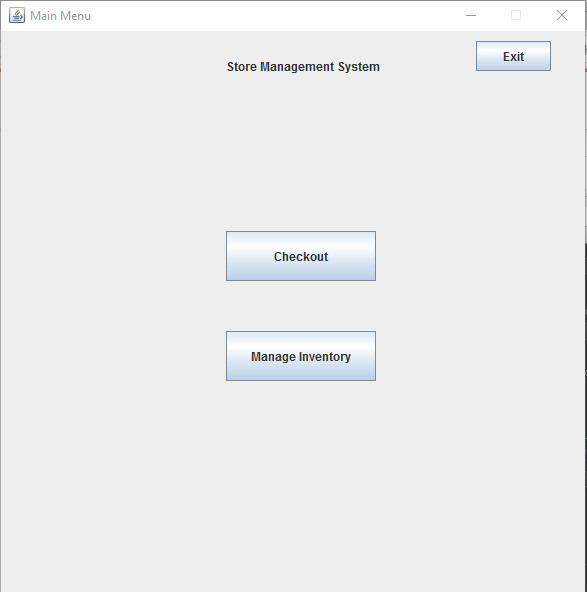 Main Menu
Exit
Store Management System
Checkout
Manage Inventory